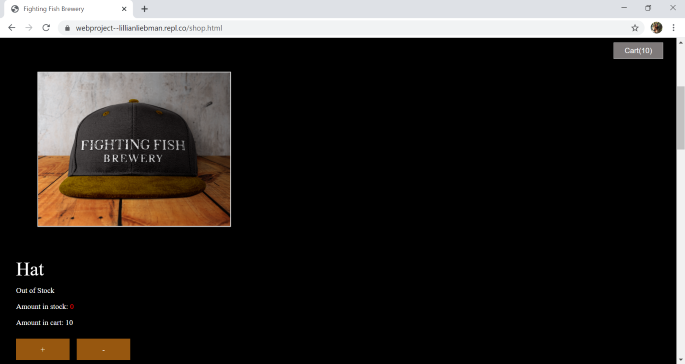 Fighting Fish Brewery
webproject--lillianliebman.repl.co/shop.html
Cart(10)
FIGHTING FISH
BREWERY
Hat
Out of Stock
Amount in stock: 0
Amount in cart: 10
+ -